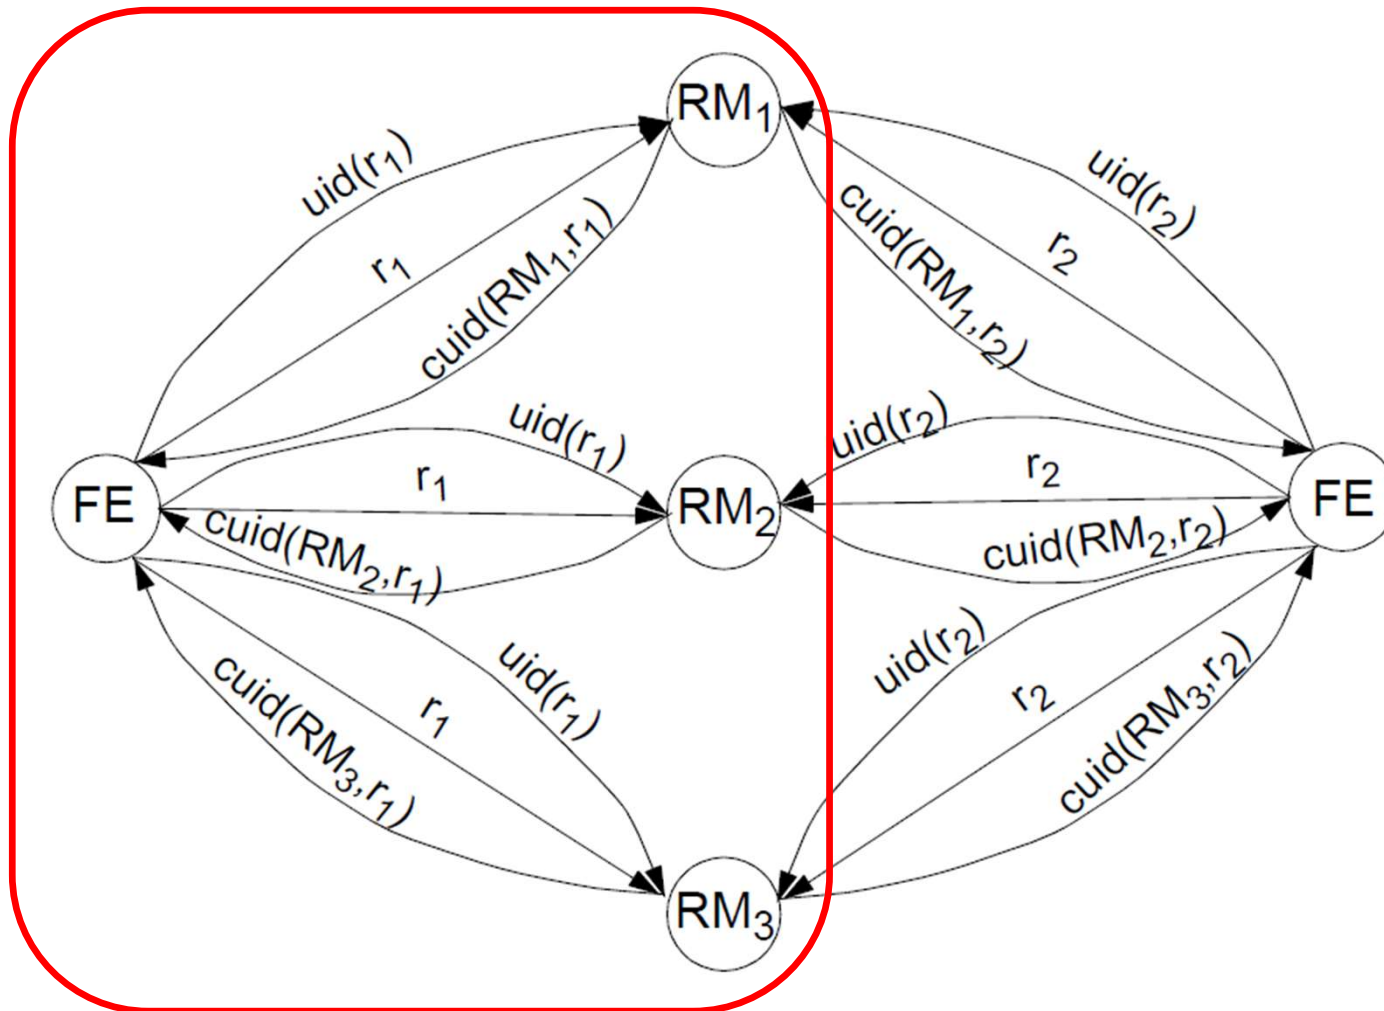 RM1
uid(r1)
r1
cuid(RM1,r1)
uid(r2)
r2
cuid(RM1,r2)
FE
uid(r1)
r1
cuid(RM2,r1)
RM2
uid(r2)
r2
cuid(RM2,r2)
FE
uid(r1)
r1
cuid(RM3,r1)
uid(r2)
r2
cuid(RM3,r2)
RM3